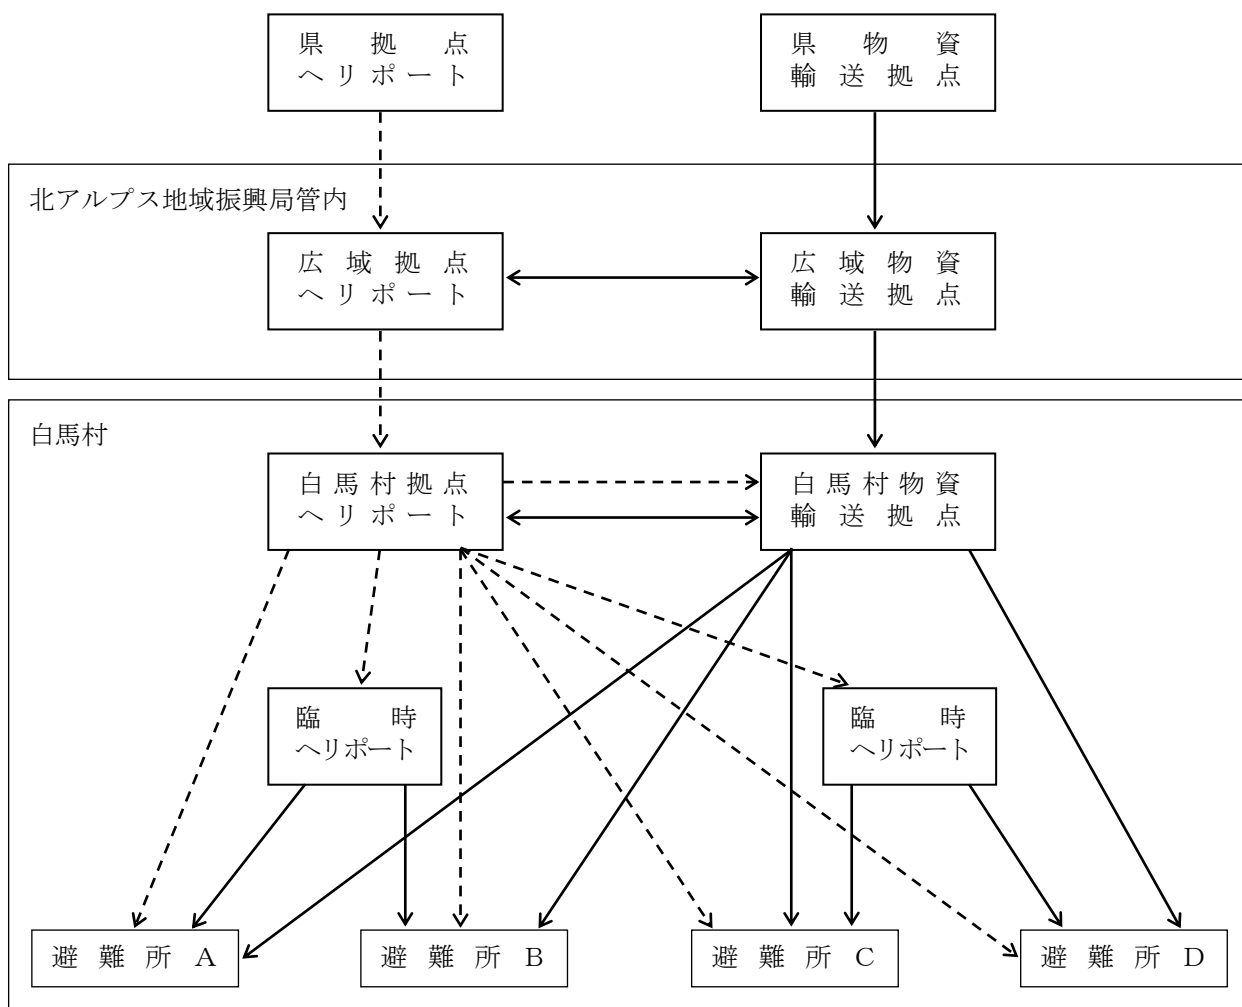 県拠点
ヘリポート
県物資
輸送拠点
北アルプス地域振興局管内
広域拠点
ヘリポート
広域物資
輸送拠点
白馬村
白馬村拠点
ヘリポート
白馬村物資
輸送拠点
臨時
ヘリポート
臨時
ヘリポート
避難所A
避難所B
避難所C
避難所D